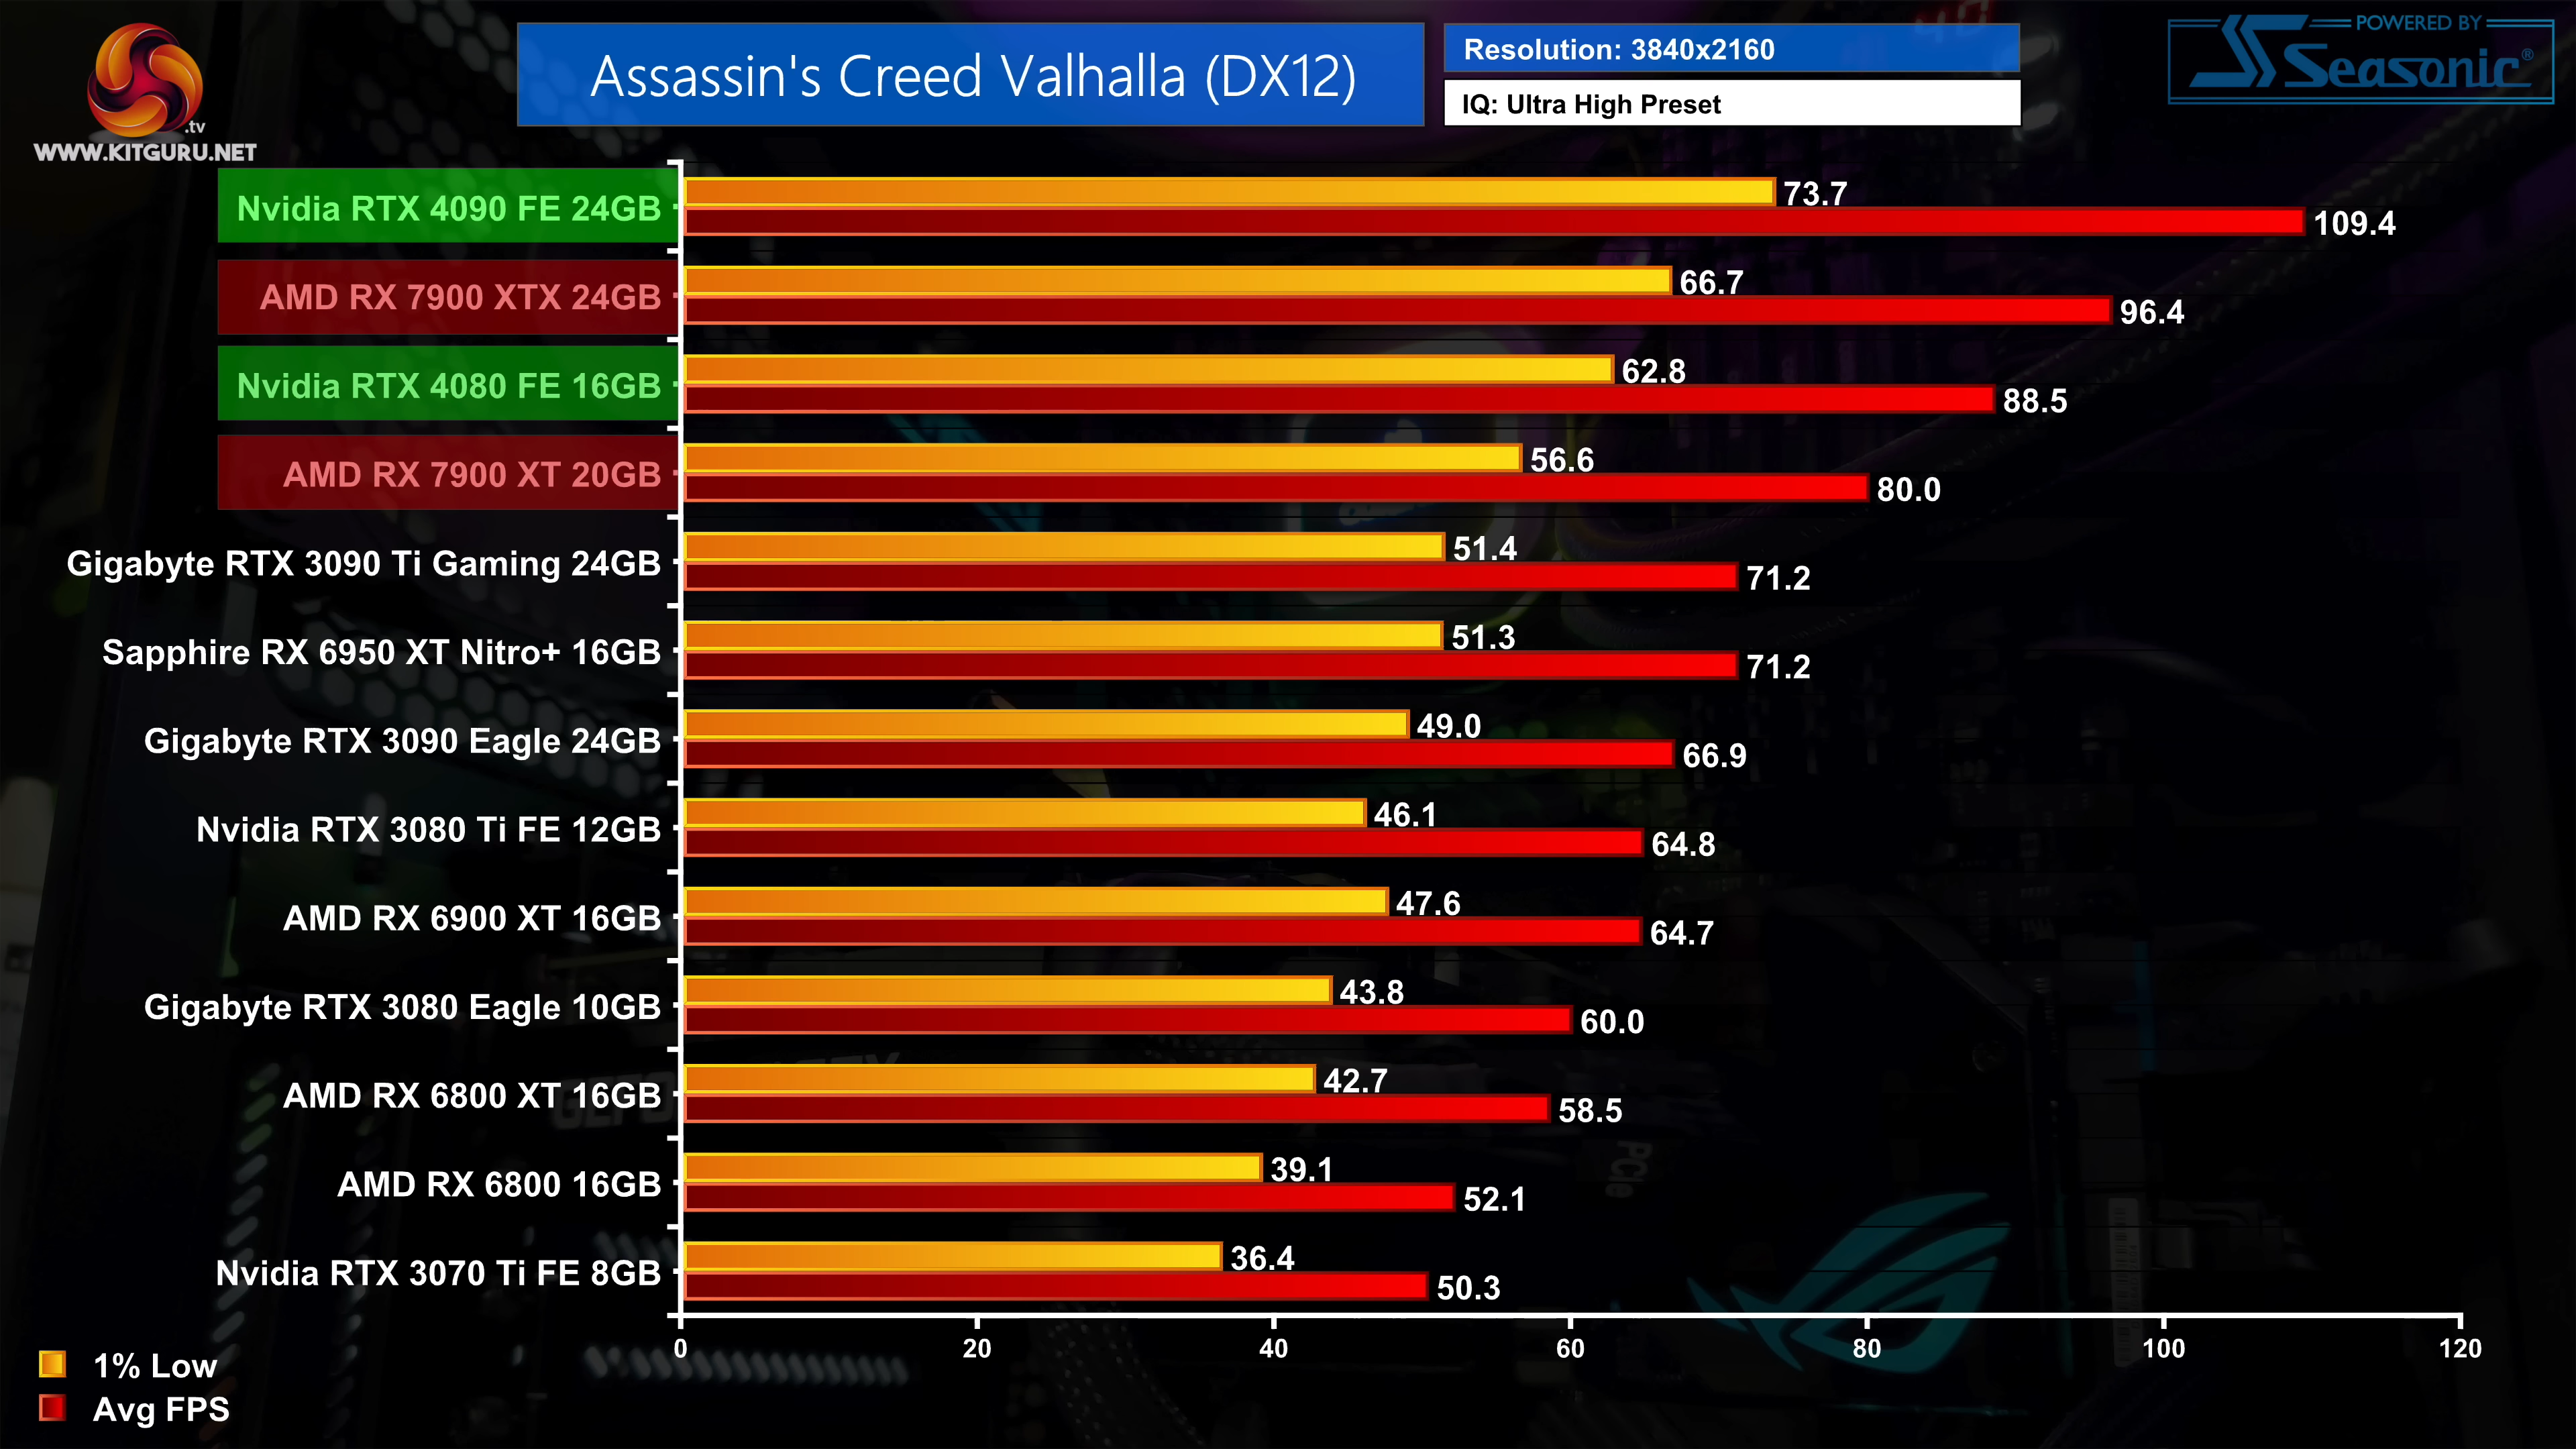 .tv
WWW.KITGURU.NET
Assassin's Creed Valhalla (DX12)
Resolution: 3840x2160
IQ: Ultra High Preset
POWERED BY
Seasonic®
Nvidia RTX 4090 FE 24GB
73.7
109.4
AMD RX 7900 XTX 24GB
66.7
96.4
Nvidia RTX 4080 FE 16GB
62.8
88.5
AMD RX 7900 XT 20GB
56.6
80.0
Gigabyte RTX 3090 Ti Gaming 24GB
51.4
71.2
Sapphire RX 6950 XT Nitro+ 16GB
51.3
71.2
Gigabyte RTX 3090 Eagle 24GB
49.0
66.9
Nvidia RTX 3080 Ti FE 12GB
46.1
64.8
AMD RX 6900 XT 16GB
47.6
64.7
Gigabyte RTX 3080 Eagle 10GB
43.8
60.0
AMD RX 6800 XT 16GB
42.7
58.5
PCIe
AMD RX 6800 16GB
39.1
52.1
Nvidia RTX 3070 Ti FE 8GB
36.4
50.3
0 20 40 60 80 100 120
1% Low
Avg FPS